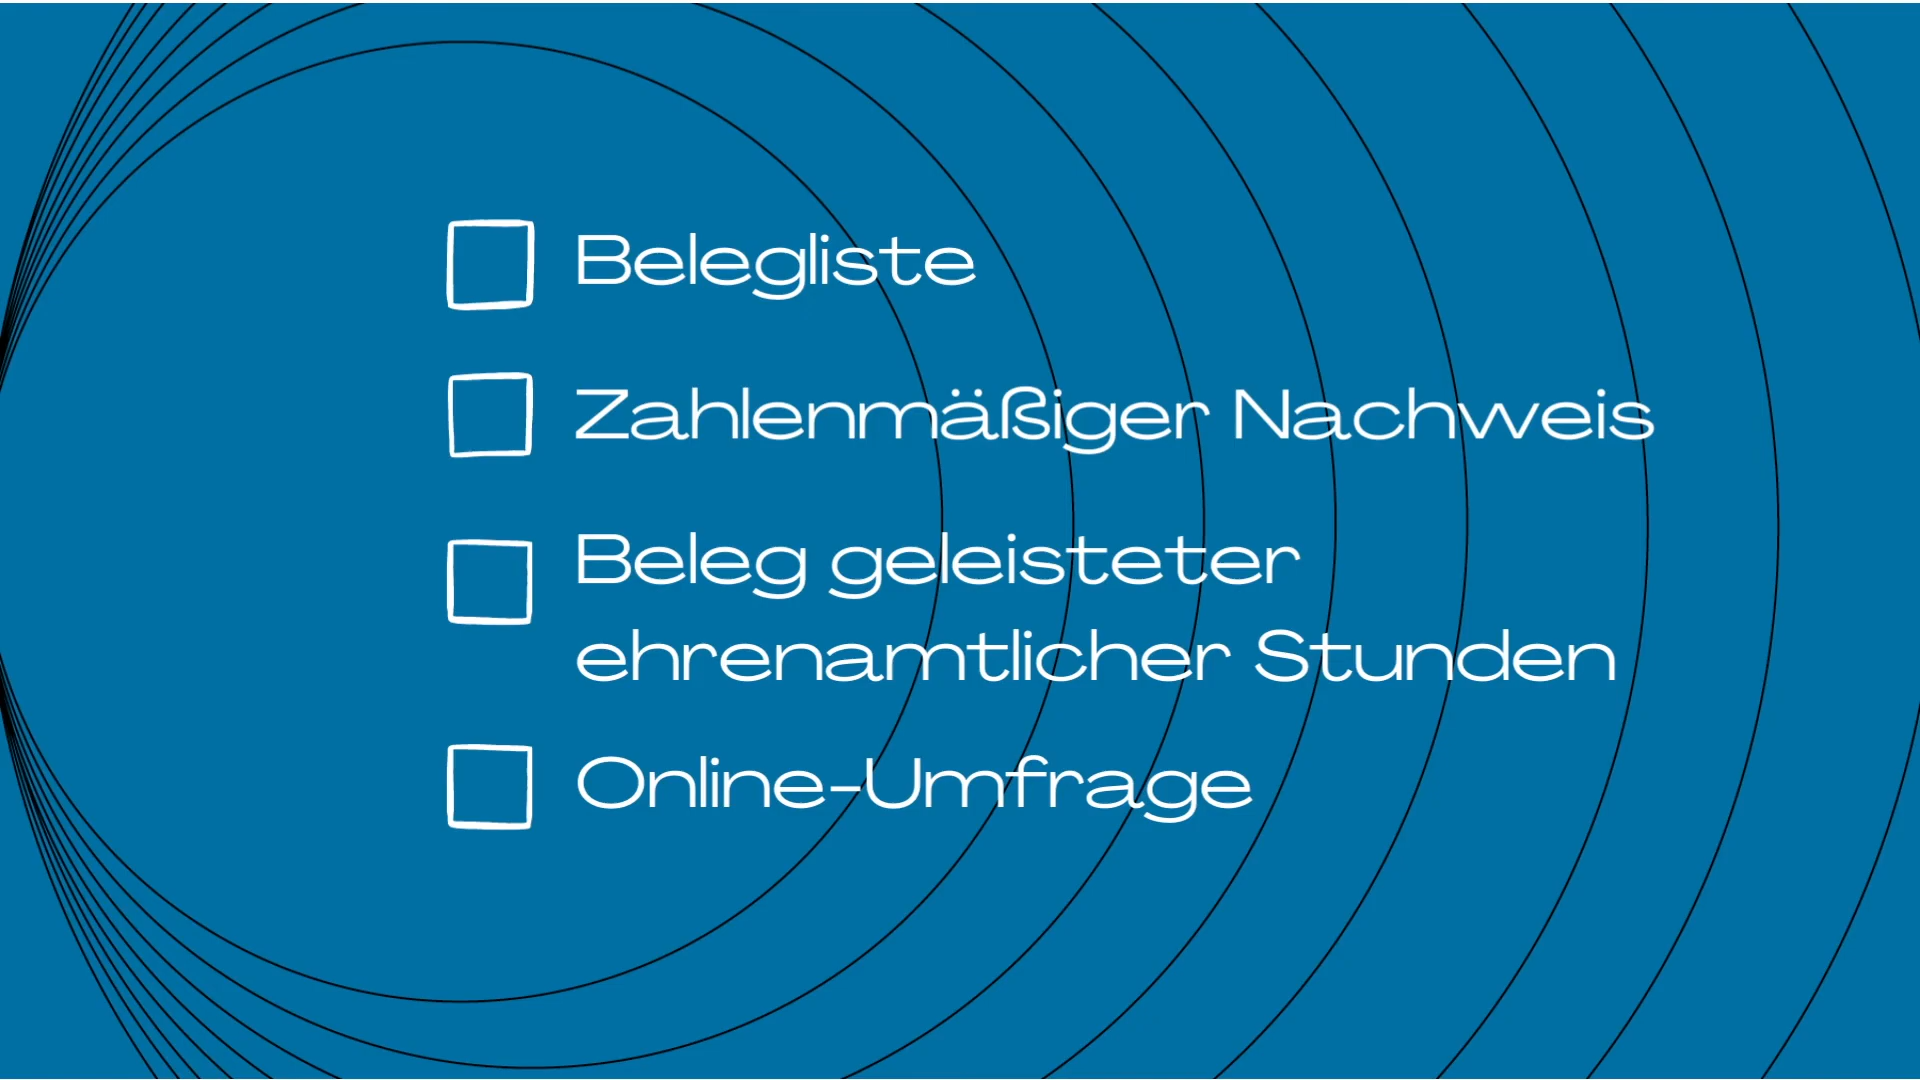 Belegliste
Zahlenmäßiger Nachweis
Beleg geleisteter
ehrenamtlicher Stunden
Online-Umfrage